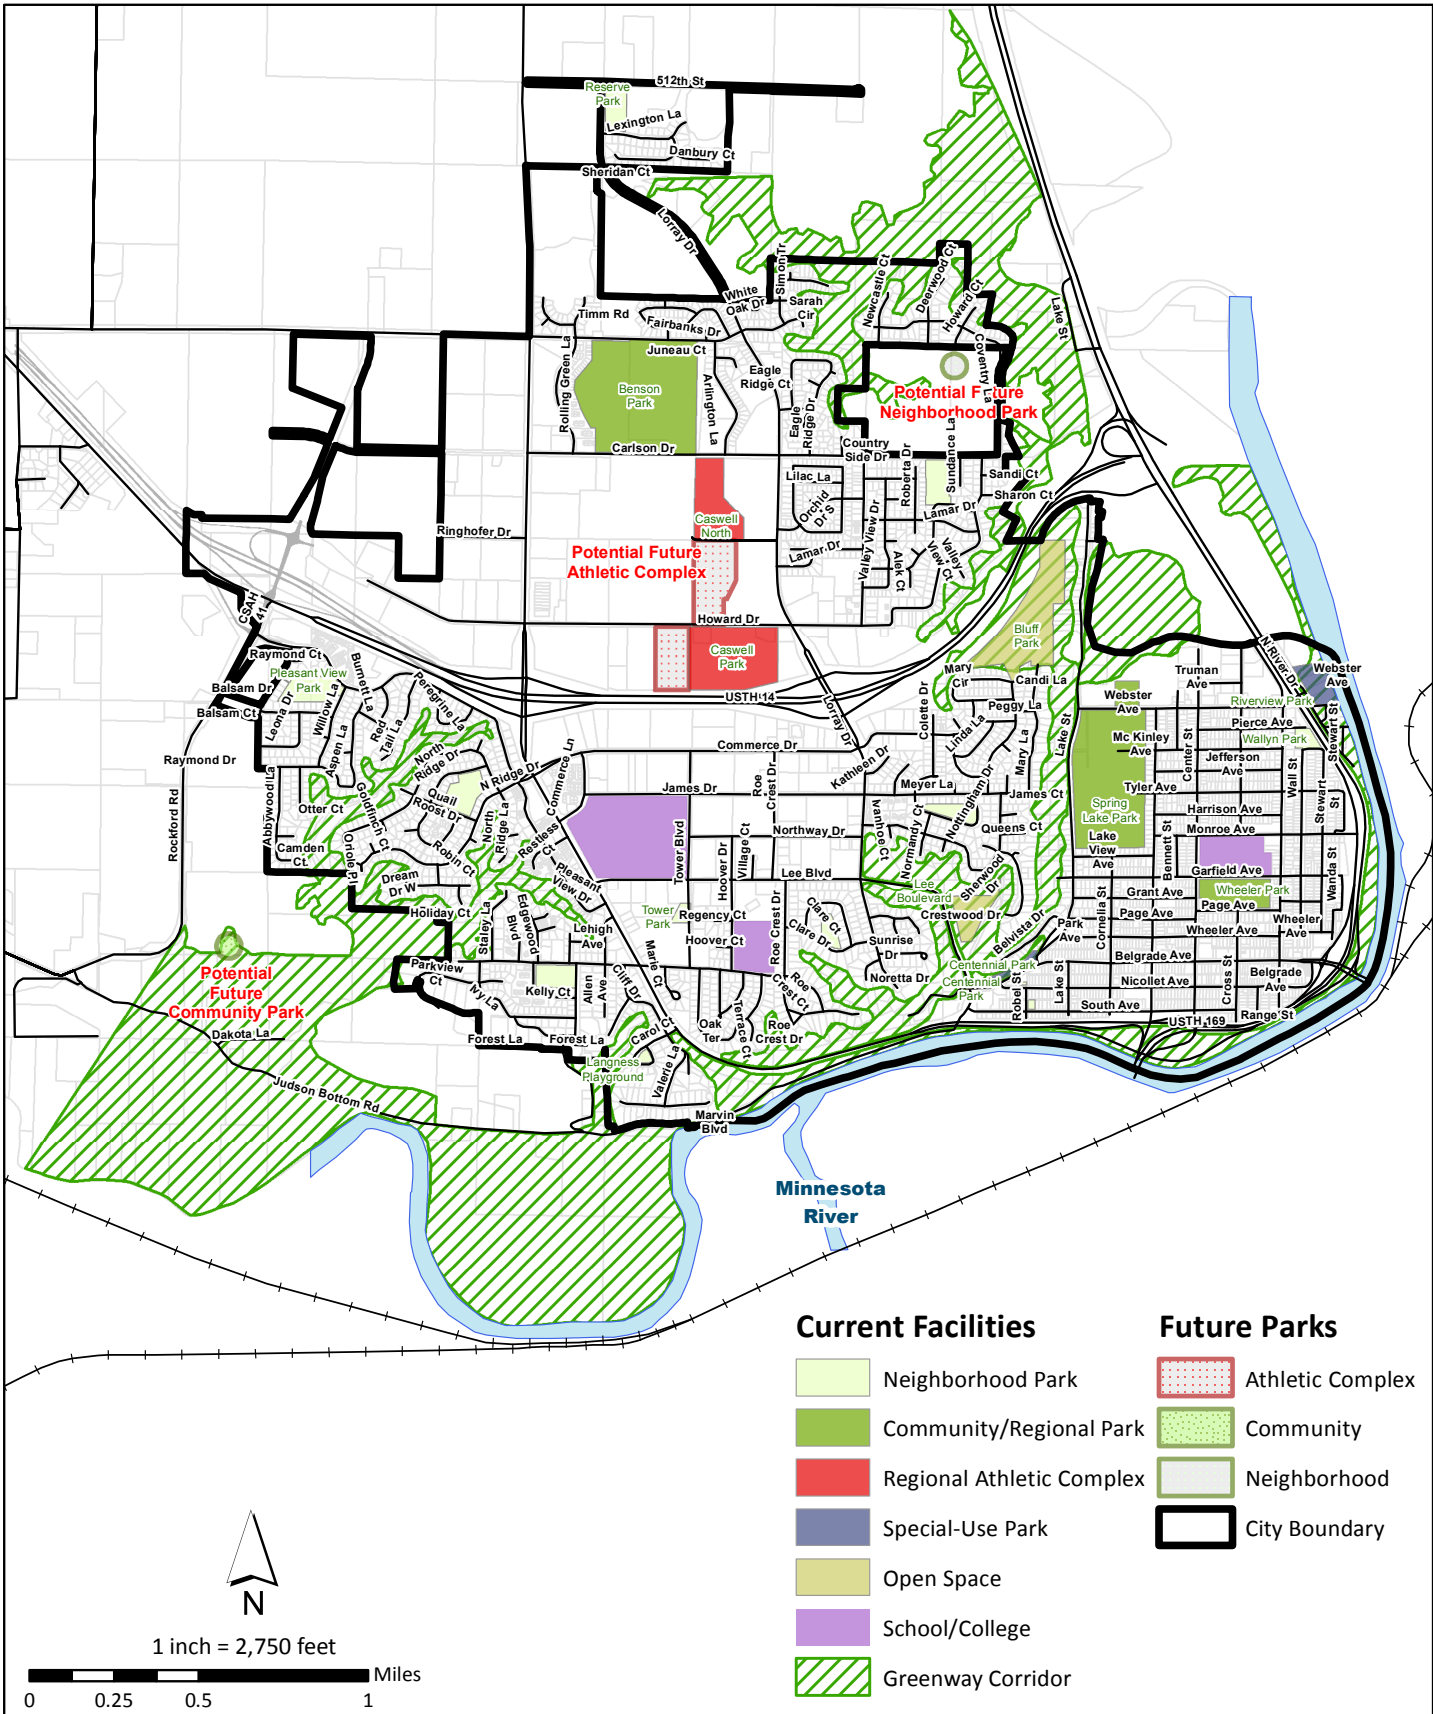 512th St
Reserve
Park
Lexington La
Danbury Ct
Sheridan Ct
Lorray Dr
Simon Tr
White
Oak Dr
Sarah
Cir
Newcastle Ct
Deerwood Ct
Howard Ct
Lake St
Timm Rd
Fairbanks Dr
Juneau Ct
Rolling Green La
Benson
Park
Arlington La
Eagle
Ridge Ct
Eagle
Ridge Dr
Coventry La
Potential Future
Neighborhood Park
Carlson Dr
Country
Side Dr
Roberta Dr
Sundance La
Lilac La
Orchid
Dr S
Sandi Ct
Sharon Ct
Lamar Dr
Lamar Dr
Valley View Dr
Alek Ct
Valley
View Ct
Ringhofer Dr
Caswell
North
Potential Future
Athletic Complex
Howard Dr
Caswell
Park
USTH 14
CSAH
41
Raymond Ct
Pleasant View
Park
Balsam Dr
Balsam Ct
Leona Dr
Willow La
Burnett La
Aspen La
Red
Tail La
Peregrine La
Raymond Dr
Rockford Rd
North
Ridge Dr
Quail
Roost Dr
N Ridge Dr
North
Ridge La
Commerce Ln
Abbywood La
Otter Ct
Goldfinch Ct
Oriole Pl
Camden
Ct
Robin Ct
Restless
Ct
Pleasant
View Dr
Dream
Dr W
Holiday Ct
Staley La
Edgewood
Blvd
Lehigh
Ave
Bluff
Park
Mary
Cir
Candi La
Peggy La
Linda La
Colette Dr
Mary La
Lake St
Lorray Dr
Commerce Dr
Kathleen Dr
Roe
Crest Dr
James Dr
Meyer La
James Ct
Nottingham Dr
Northway Dr
Ivanhoe Ct
Normandy Ct
Queens Ct
Tower Blvd
Hoover Dr
Village Ct
Lee Blvd
Lee
Boulevard
Sherwood
Dr
Crestwood Dr
Belvista Dr
Tower
Park
Regency Ct
Hoover Ct
Roe Crest Dr
Clare Ct
Clare Dr
Sunrise
Dr
Noretta Dr
Roe
Crest Ct
Centennial Park
Centennial
Park
Robel St
Truman
Ave
Webster
Ave
Webster
Ave
N River Dr
Riverview Park
Pierce Ave
Wallyn Park
Stewart St
Mc Kinley
Ave
Center St
Jefferson
Ave
Tyler Ave
Wall St
Stewart
St
Harrison Ave
Monroe Ave
Spring
Lake Park
Lake
View
Ave
Bennett St
Garfield Ave
Grant Ave
Wheeler Park
Page Ave
Page Ave
Wanda St
Cornelia St
Park
Ave
Wheeler Ave
Wheeler
Ave
Belgrade Ave
Belgrade
Ave
Lake St
Nicollet Ave
Cross St
South Ave
Range St
USTH 169
Potential
Future
Community Park
Parkview
Ct
Ivy La
Kelly Ct
Allen
Ave
Cliff Dr
Marie Ct
Forest La
Forest La
Carol Ct
Oak
Ter
Terrace Ct
Roe
Crest Dr
Langness
Playground
Valerie La
Marvin
Blvd
Dakota La
Judson Bottom Rd
Minnesota
River
Current Facilities
Neighborhood Park
Community/Regional Park
Regional Athletic Complex
Special-Use Park
Open Space
School/College
Greenway Corridor
Future Parks
Athletic Complex
Community
Neighborhood
City Boundary
N
1 inch = 2,750 feet
Miles
0 0.25 0.5 1